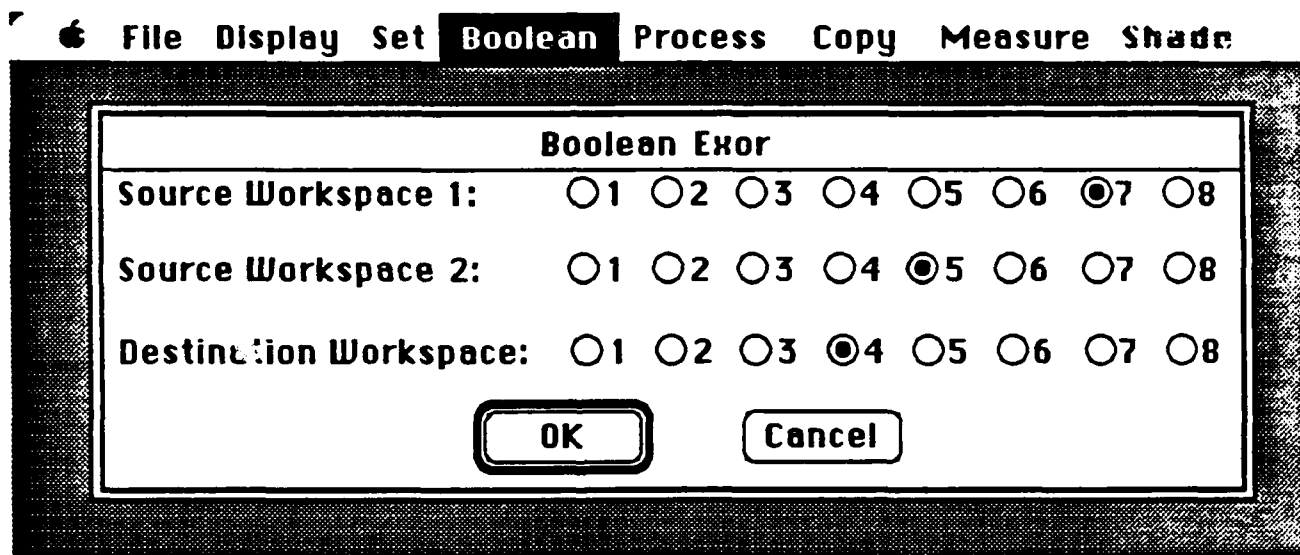 File Display Set Boolean Process Copy Measure Shade
Boolean Exor
Source Workspace 1: 1 2 3 4 5 6 7 8
Source Workspace 2: 1 2 3 4 5 6 7 8
Destination Workspace: 1 2 3 4 5 6 7 8
OK Cancel